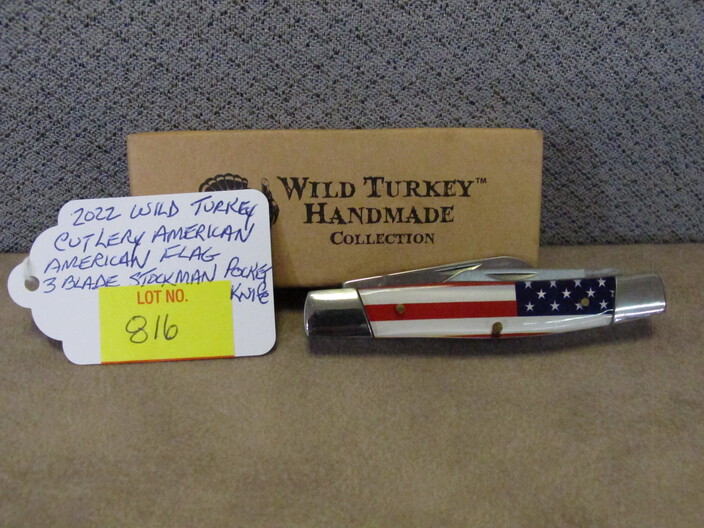 WILD TURKEY™
HANDMADE
COLLECTION
2022 WILD TURKEY
CUTLERY AMERICAN
AMERICAN FLAG
3 BLADE STOCKMAN POCKET
KNIFE
LOT NO.
816